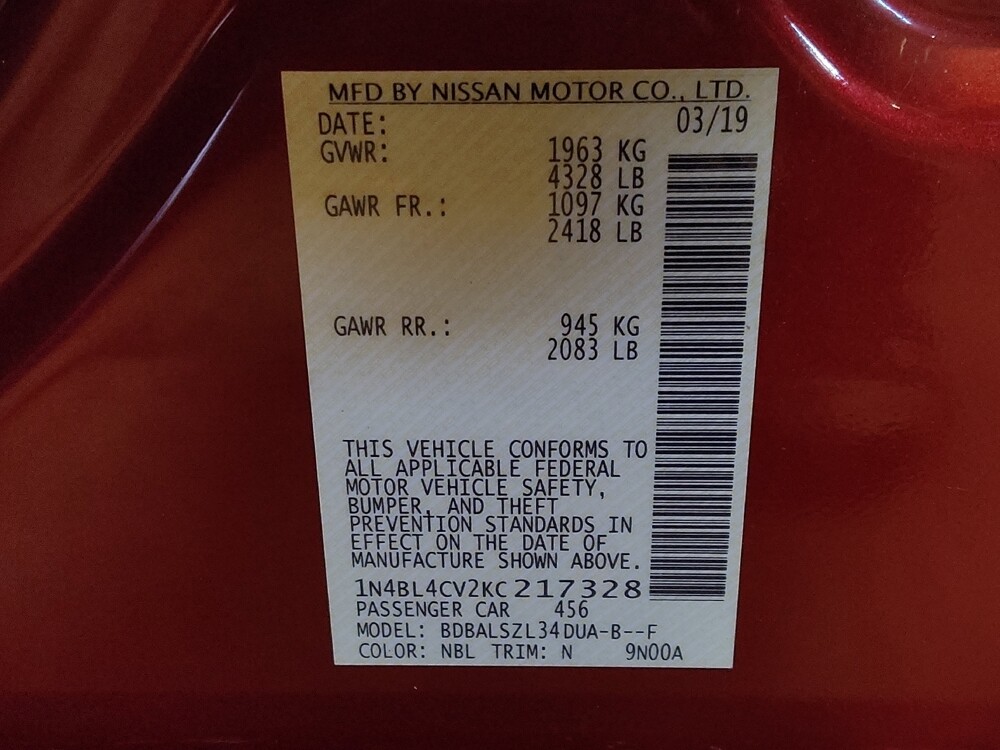 MFD BY NISSAN MOTOR CO., LTD.
DATE: 03/19
GVWR: 1963 KG
4328 LB
GAWR FR.: 1097 KG
2418 LB
GAWR RR.: 945 KG
2083 LB
THIS VEHICLE CONFORMS TO
ALL APPLICABLE FEDERAL
MOTOR VEHICLE SAFETY,
BUMPER, AND THEFT
PREVENTION STANDARDS IN
EFFECT ON THE DATE OF
MANUFACTURE SHOWN ABOVE.
1N4BL4CV2KC217328
PASSENGER CAR 456
MODEL: BDBALSZL34DUA-B--F
COLOR: NBL TRIM: N 9N00A